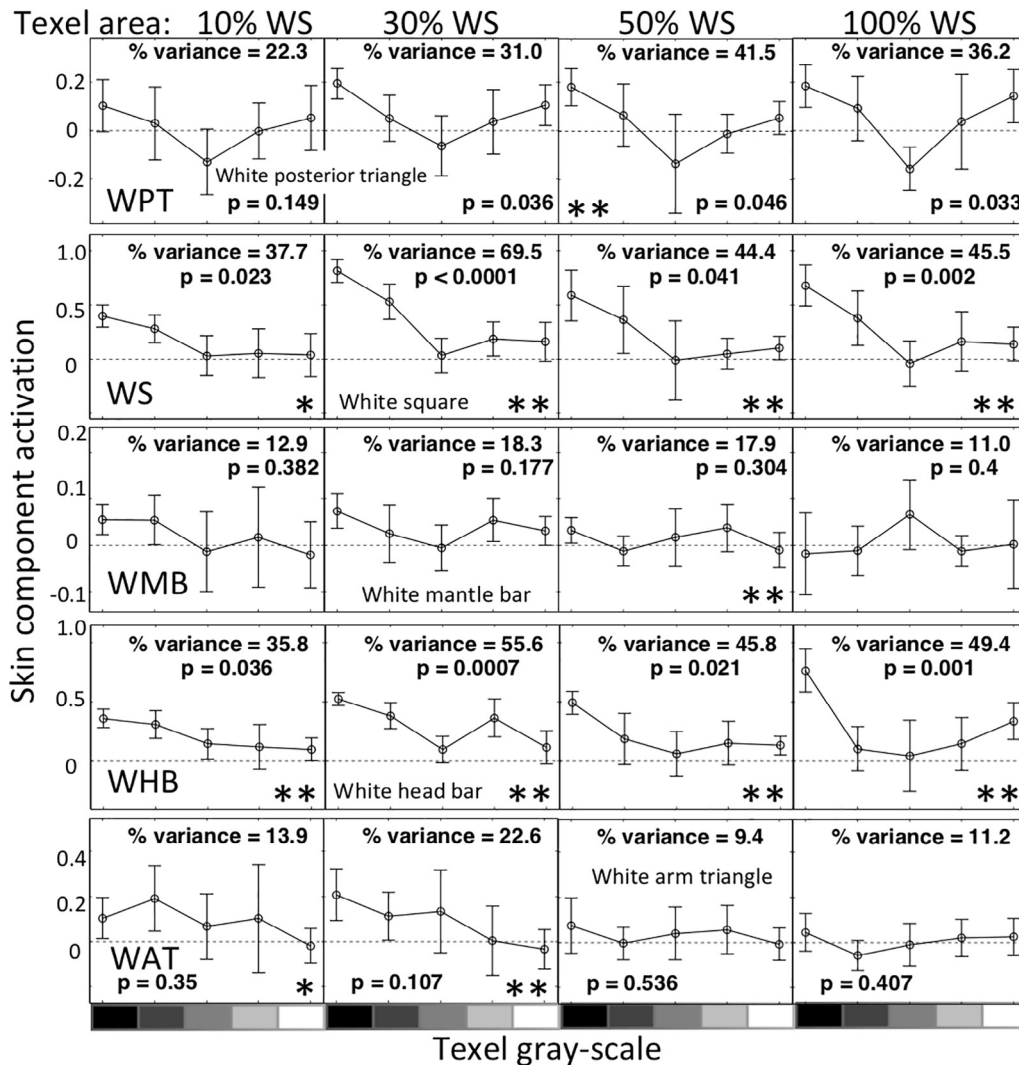 Texel area: 10% WS 30% WS 50% WS 100% WS
Skin component activation
% variance = 22.3 % variance = 31.0 % variance = 41.5 % variance = 36.2
0.2
0
-0.2
White posterior triangle
WPT
p = 0.149 p = 0.036 ** p = 0.046 p = 0.033
1.0
% variance = 37.7 % variance = 69.5 % variance = 44.4 % variance = 45.5
p = 0.023 p < 0.0001 p = 0.041 p = 0.002
0.5
0
WS * White square ** ** **
0.2
% variance = 12.9 % variance = 18.3 % variance = 17.9 % variance = 11.0
p = 0.382 p = 0.177 p = 0.304 p = 0.4
0.1
0
WMB White mantle bar **
-0.1
1.0
% variance = 35.8 % variance = 55.6 % variance = 45.8 % variance = 49.4
p = 0.036 p = 0.0007 p = 0.021 p = 0.001
0.5
0
WHB ** White head bar ** ** **
% variance = 13.9 % variance = 22.6 % variance = 9.4 % variance = 11.2
0.4
White arm triangle
0.2
0
WAT
p = 0.35 * p = 0.107 ** p = 0.536 p = 0.407
Texel gray-scale